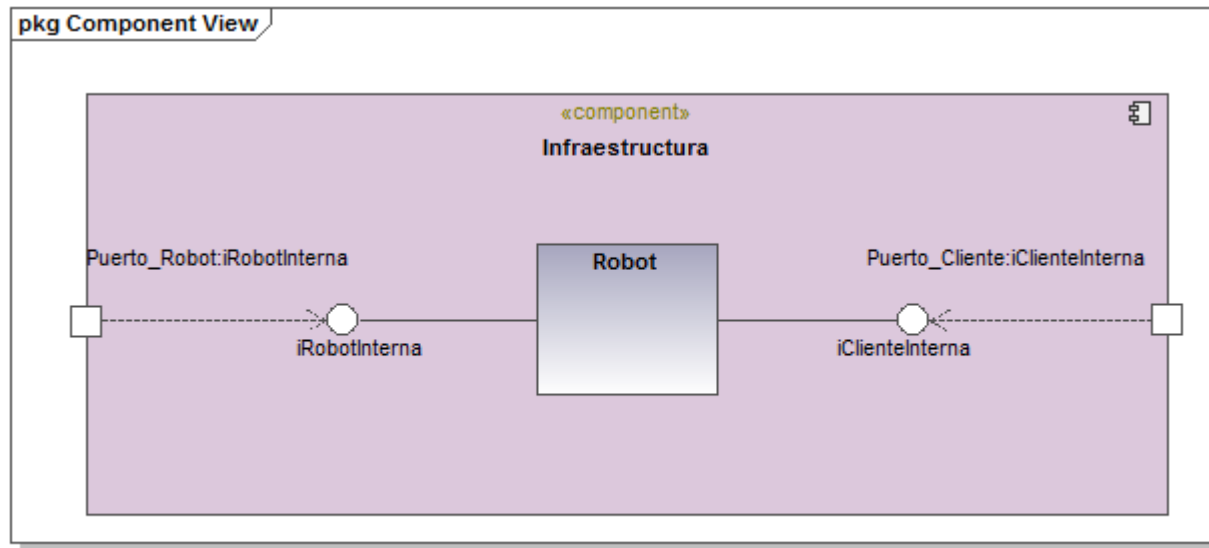 pkg Component View
«component»
Infraestructura
Puerto_Robot:iRobotInterna
Robot
Puerto_Cliente:iClienteInterna
iRobotInterna
iClienteInterna